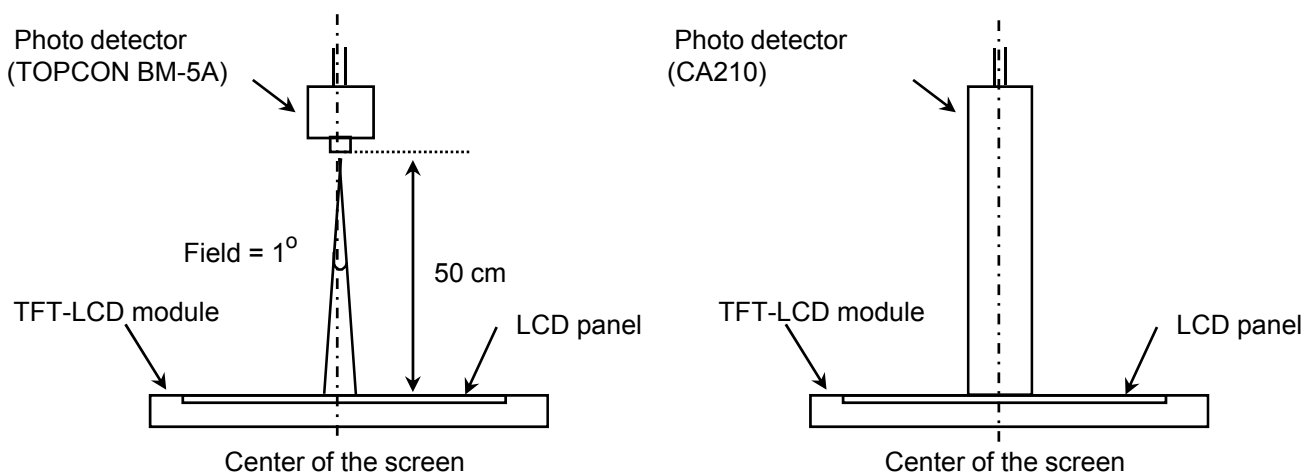 Photo detector
(TOPCON BM-5A)
Field = 1o
50 cm
TFT-LCD module
LCD panel
Center of the screen
Photo detector
(CA210)
TFT-LCD module
LCD panel
Center of the screen